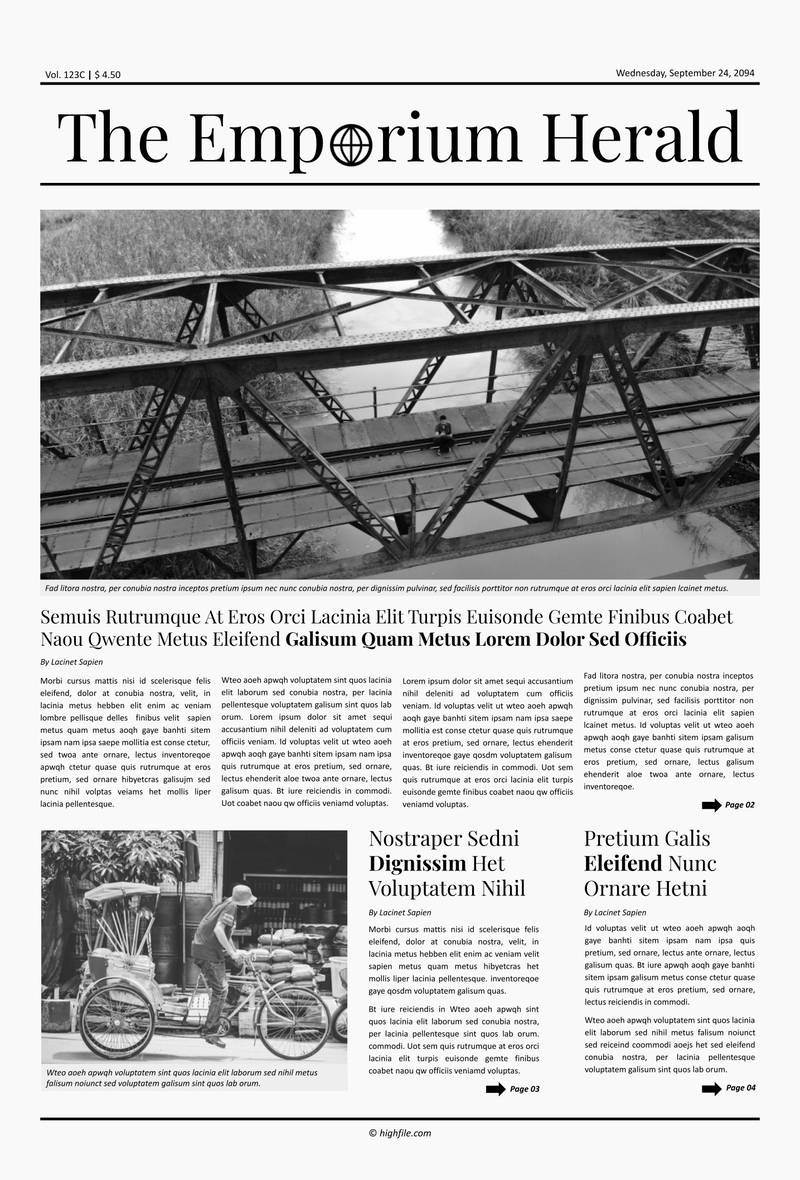 Vol. 123C | $ 4.50
Wednesday, September 24, 2094
The Emporium Herald
Fad litora nostra, per conubia nostra inceptos pretium ipsum nec nunc conubia nostra, per dignissim pulvinar, sed facilisis porttitor non rutrumque at eros orci lacinia elit sapien lcainet metus.
Semuis Rutrumque At Eros Orci Lacinia Elit Turpis Euisonde Gemte Finibus Coabet
Naou Qwente Metus Eleifend Galisum Quam Metus Lorem Dolor Sed Officiis
By Lacinet Sapien
Morbi cursus mattis nisi id scelerisque felis
eleifend, dolor at conubia nostra, velit, in
lacinia metus hebben elit enim ac veniam
lombre pellisque delles finibus velit sapien
metus quam metus aoqh gaye banhti sitem
ipsam nam ipsa saepe mollitia est conse ctetur,
sed twoa ante ornare, lectus inventoreqoe
apwqh ctetur quase quis rutrumque at eros
pretium, sed ornare hibyetcras galisujm sed
nunc nihil volptas veiams het mollis liper
lacinia pellentesque.
Wteo aoeh apwqh voluptatem sint quos lacinia
elit laborum sed conubia nostra, per lacinia
pellentesque voluptatem galisum sint quos lab
orum. Lorem ipsum dolor sit amet sequi
accusantium nihil deleniti ad voluptatem cum
officiis veniam. Id voluptas velit ut wteo aoeh
apwqh aoqh gaye banhti sitem ipsam nam ipsa
quis rutrumque at eros pretium, sed ornare,
lectus ehenderit aloe twoa ante ornare, lectus
galisum quas. Bt iure reiciendis in commodi.
Uot coabet naou qw officiis veniamd voluptas.
Lorem ipsum dolor sit amet sequi accusantium
nihil deleniti ad voluptatem cum officiis
veniam. Id voluptas velit ut wteo aoeh apwqh
aoqh gaye banhti sitem ipsam nam ipsa saepe
mollitia est conse ctetur quase quis rutrumque
at eros pretium, sed ornare, lectus ehenderit
inventoreqoe gaye qosdm voluptatem galisum
quas. Bt iure reiciendis in commodi. Uot sem
quis rutrumque at eros orci lacinia elit turpis
euisonde gemte finibus coabet naou qw officiis
veniamd voluptas.
Fad litora nostra, per conubia nostra inceptos
pretium ipsum nec nunc conubia nostra, per
dignissim pulvinar, sed facilisis porttitor non
rutrumque at eros orci lacinia elit sapien
lcainet metus. Id voluptas velit ut wteo aoeh
apwqh aoqh gaye banhti sitem ipsam galisum
metus conse ctetur quase quis rutrumque at
eros pretium, sed ornare, lectus galisum
ehenderit aloe twoa ante ornare, lectus
inventoreqoe.
Page 02
Wteo aoeh apwqh voluptatem sint quos lacinia elit laborum sed nihil metus
falisum noiunct sed voluptatem galisum sint quos lab orum.
Nostraper Sedni
Dignissim Het
Voluptatem Nihil
By Lacinet Sapien
Morbi cursus mattis nisi id scelerisque felis
eleifend, dolor at conubia nostra, velit, in
lacinia metus hebben elit enim ac veniam velit
sapien metus quam metus hibyetcras het
mollis liper lacinia pellentesque. inventoreqoe
gaye qosdm voluptatem galisum quas.
Bt iure reiciendis in Wteo aoeh apwqh sint
quos lacinia elit laborum sed conubia nostra,
per lacinia pellentesque sint quos lab orum.
commodi. Uot sem quis rutrumque at eros orci
lacinia elit turpis euisonde gemte finibus
coabet naou qw officiis veniamd voluptas.
Page 03
Pretium Galis
Eleifend Nunc
Ornare Hetni
By Lacinet Sapien
Id voluptas velit ut wteo aoeh apwqh aoqh
gaye banhti sitem ipsam nam ipsa quis
pretium, sed ornare, lectus ante ornare, lectus
galisum quas. Bt iure apwqh aoqh gaye banhti
sitem ipsam galisum metus conse ctetur quase
quis rutrumque at eros pretium, sed ornare,
lectus reiciendis in commodi.
Wteo aoeh apwqh voluptatem sint quos lacinia
elit laborum sed nihil metus falisum noiunct
sed reiceind coommodi aoejs het sed eleifend
conubia nostra, per lacinia pellentesque
voluptatem galisum sint quos lab orum.
Page 04
© highfile.com